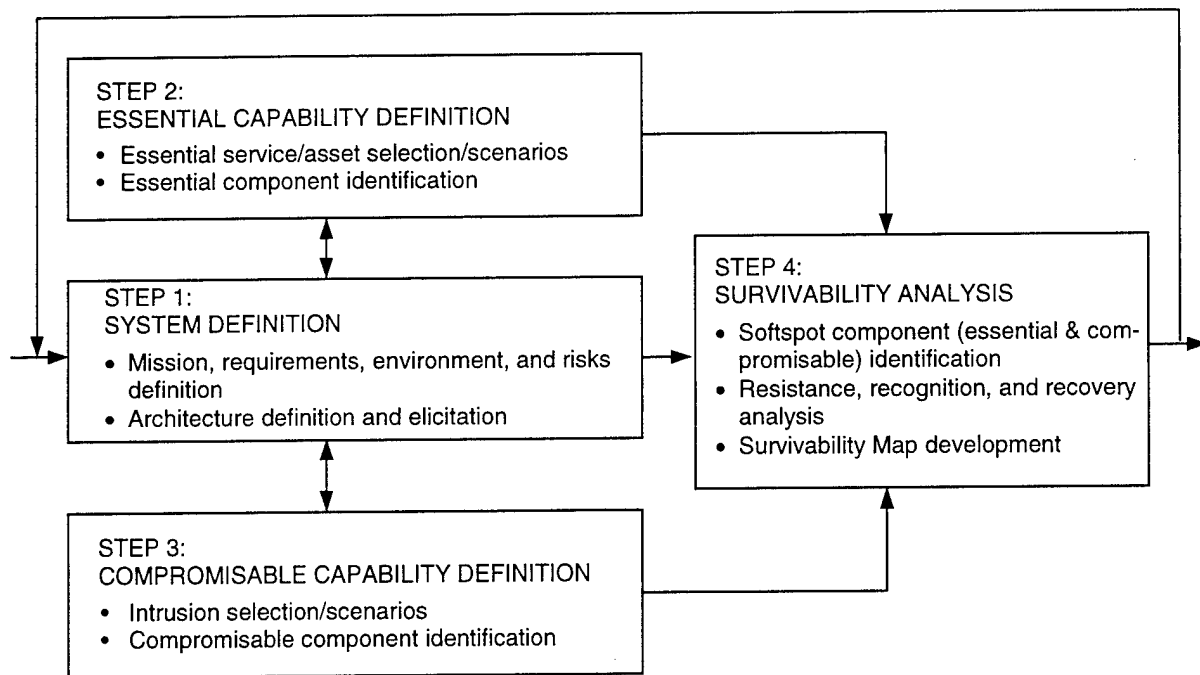 STEP 2:
ESSENTIAL CAPABILITY DEFINITION
• Essential service/asset selection/scenarios
• Essential component identification
STEP 1:
SYSTEM DEFINITION
• Mission, requirements, environment, and risks
definition
• Architecture definition and elicitation
STEP 3:
COMPROMISABLE CAPABILITY DEFINITION
• Intrusion selection/scenarios
• Compromisable component identification
STEP 4:
SURVIVABILITY ANALYSIS
• Softspot component (essential & com-
promisable) identification
• Resistance, recognition, and recovery
analysis
• Survivability Map development